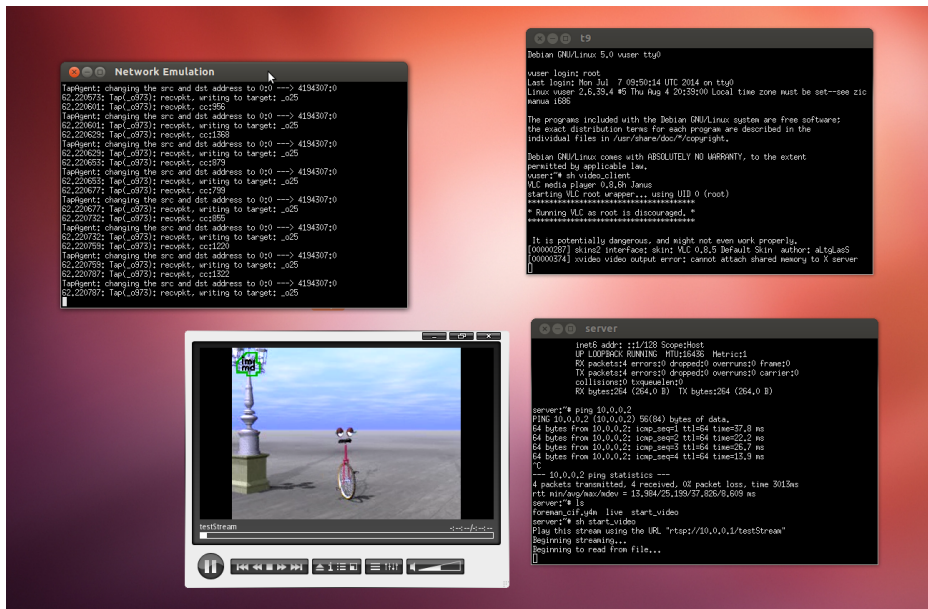 Network Emulation
TapAgent: changing the src and dst address to 0:0 ---> 4194307:0
62.220573: Tap(_o973): recvpkt, writing to target: _o25
62.220601: Tap(_o973): recvpkt, cc:956
TapAgent: changing the src and dst address to 0:0 ---> 4194307:0
62.220601: Tap(_o973): recvpkt, writing to target: _o25
62.220629: Tap(_o973): recvpkt, cc:1368
TapAgent: changing the src and dst address to 0:0 ---> 4194307:0
62.220629: Tap(_o973): recvpkt, writing to target: _o25
62.220653: Tap(_o973): recvpkt, cc:879
TapAgent: changing the src and dst address to 0:0 ---> 4194307:0
62.220653: Tap(_o973): recvpkt, writing to target: _o25
62.220677: Tap(_o973): recvpkt, cc:799
TapAgent: changing the src and dst address to 0:0 ---> 4194307:0
62.220677: Tap(_o973): recvpkt, writing to target: _o25
62.220732: Tap(_o973): recvpkt, cc:855
TapAgent: changing the src and dst address to 0:0 ---> 4194307:0
62.220732: Tap(_o973): recvpkt, writing to target: _o25
62.220759: Tap(_o973): recvpkt, cc:1220
TapAgent: changing the src and dst address to 0:0 ---> 4194307:0
62.220759: Tap(_o973): recvpkt, writing to target: _o25
62.220787: Tap(_o973): recvpkt, cc:1322
TapAgent: changing the src and dst address to 0:0 ---> 4194307:0
62.220787: Tap(_o973): recvpkt, writing to target: _o25
t9
Debian GNU/Linux 5.0 vuser tty0
vuser login: root
Last login: Mon Jul  7 09:50:14 UTC 2014 on tty0
Linux vuser 2.6.39.4 #5 Thu Aug 4 20:39:00 Local time zone must be set--see zic
manua i686
The programs included with the Debian GNU/Linux system are free software;
the exact distribution terms for each program are described in the
individual files in /usr/share/doc/*/copyright.
Debian GNU/Linux comes with ABSOLUTELY NO WARRANTY, to the extent
permitted by applicable law.
vuser:~# sh video_client
VLC media player 0.8.6h Janus
starting VLC root wrapper... using UID 0 (root)
***************************************
* Running VLC as root is discouraged. *
***************************************
It is potentially dangerous, and might not even work properly.
[00000287] skins2 interface: skin: VLC 0.8.5 Default Skin  author: aLtgLasS
[00000374] xvideo video output error: cannot attach shared memory to X server
testStream
-:--:--/-:--:--
server
inet6 addr: ::1/128 Scope:Host
UP LOOPBACK RUNNING  MTU:16436  Metric:1
RX packets:4 errors:0 dropped:0 overruns:0 frame:0
TX packets:4 errors:0 dropped:0 overruns:0 carrier:0
collisions:0 txqueuelen:0
RX bytes:264 (264.0 B)  TX bytes:264 (264.0 B)
server:~# ping 10.0.0.2
PING 10.0.0.2 (10.0.0.2) 56(84) bytes of data.
64 bytes from 10.0.0.2: icmp_seq=1 ttl=64 time=37.8 ms
64 bytes from 10.0.0.2: icmp_seq=2 ttl=64 time=22.2 ms
64 bytes from 10.0.0.2: icmp_seq=3 ttl=64 time=26.7 ms
64 bytes from 10.0.0.2: icmp_seq=4 ttl=64 time=13.9 ms
^C
--- 10.0.0.2 ping statistics ---
4 packets transmitted, 4 received, 0% packet loss, time 3013ms
rtt min/avg/max/mdev = 13.984/25.199/37.826/8.609 ms
server:~# ls
foreman_cif.y4m  live  start_video
server:~# sh start_video
Play this stream using the URL "rtsp://10.0.0.1/testStream"
Beginning streaming...
Beginning to read from file...